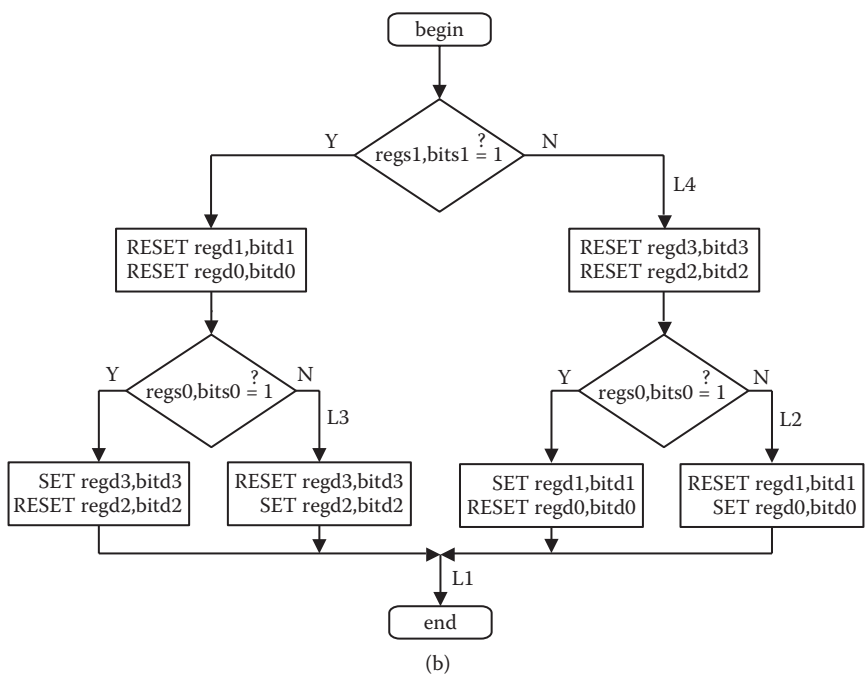 begin
Y
regs1,bits1 ≟ 1
N
L4
RESET regd1,bitd1
RESET regd0,bitd0
RESET regd3,bitd3
RESET regd2,bitd2
Y
regs0,bits0 ≟ 1
N
L3
Y
regs0,bits0 ≟ 1
N
L2
SET regd3,bitd3
RESET regd2,bitd2
RESET regd3,bitd3
SET regd2,bitd2
SET regd1,bitd1
RESET regd0,bitd0
RESET regd1,bitd1
SET regd0,bitd0
L1
end
(b)